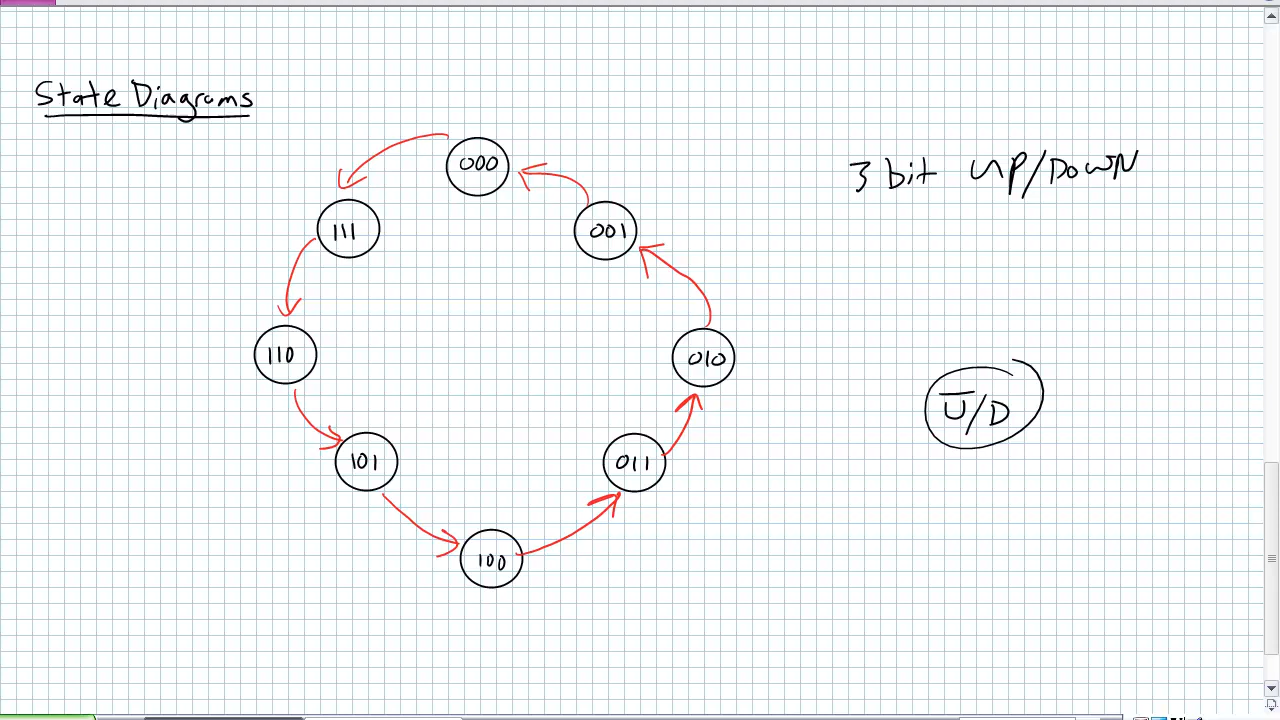 State Diagrams
3 bit UP/DOWN
000
111
001
110
010
U̅/D
101
011
100